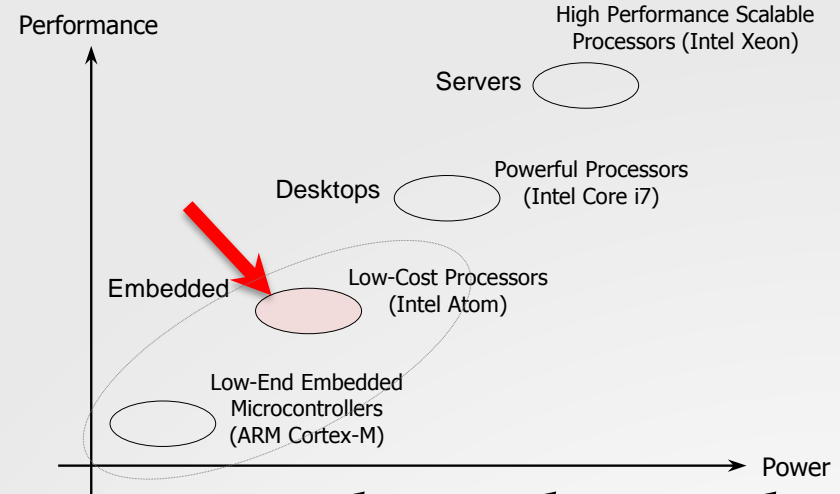 High Performance Scalable
Processors (Intel Xeon)
Performance
Servers
Powerful Processors
(Intel Core i7)
Desktops
Low-Cost Processors
(Intel Atom)
Embedded
Low-End Embedded
Microcontrollers
(ARM Cortex-M)
Power